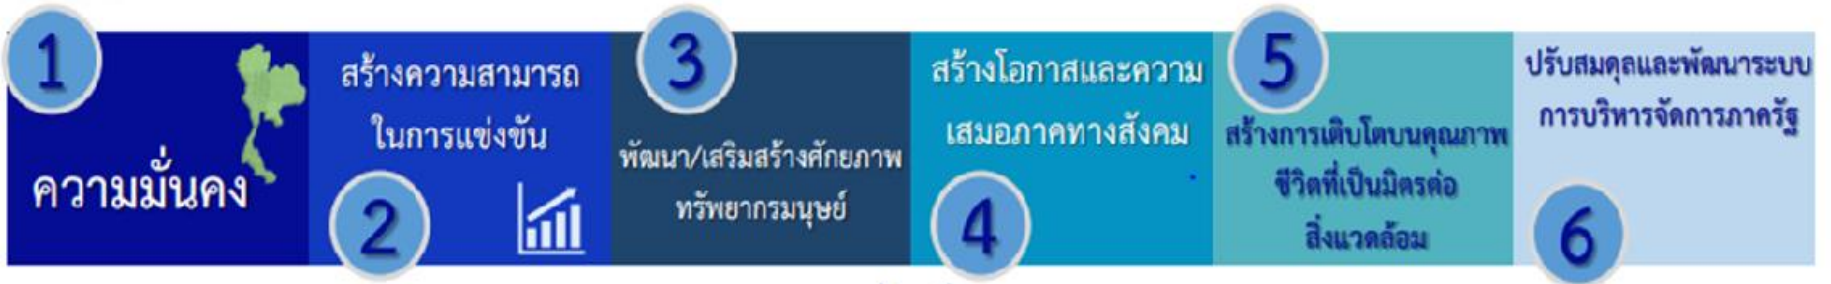 1
ความมั่นคง
สร้างความสามารถ
ในการแข่งขัน
2
3
พัฒนา/เสริมสร้างศักยภาพ
ทรัพยากรมนุษย์
สร้างโอกาสและความ
เสมอภาคทางสังคม
4
5
สร้างการเติบโตบนคุณภาพ
ชีวิตที่เป็นมิตรต่อ
สิ่งแวดล้อม
ปรับสมดุลและพัฒนาระบบ
การบริหารจัดการภาครัฐ
6